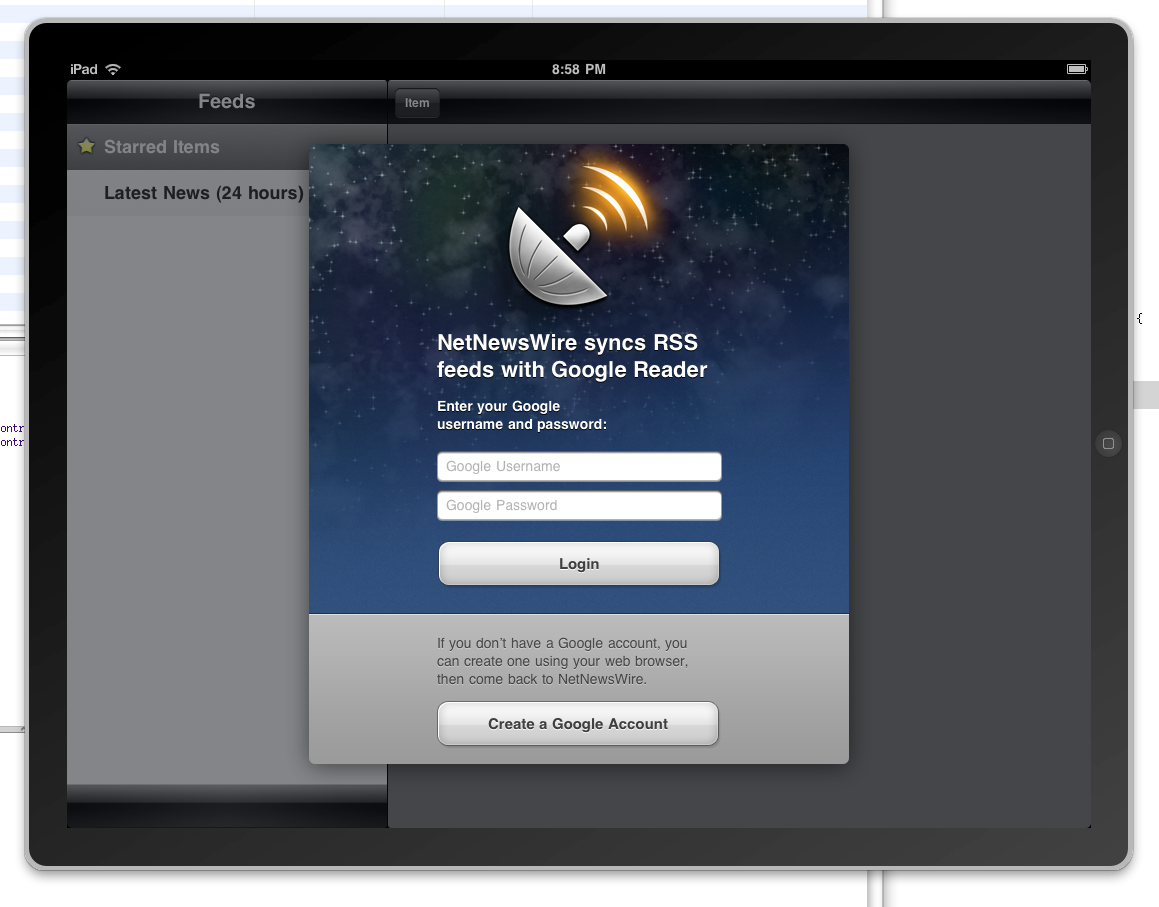 iPad
8:58 PM
Feeds
Item
Starred Items
Latest News (24 hours)
NetNewsWire syncs RSS
feeds with Google Reader
Enter your Google
username and password:
Google Username
Google Password
Login
If you don't have a Google account, you
can create one using your web browser,
then come back to NetNewsWire.
Create a Google Account
{
ontr
ontr